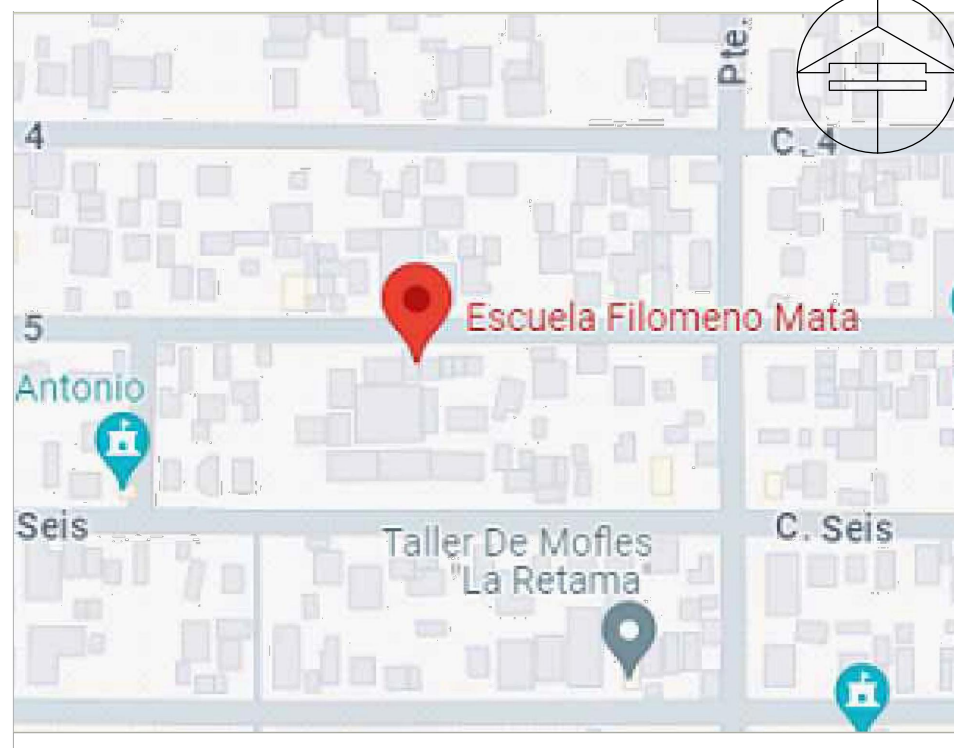 Pte.
4
C. 4
5
Escuela Filomeno Mata
Antonio
Seis
C. Seis
Taller De Mofles
"La Retama"